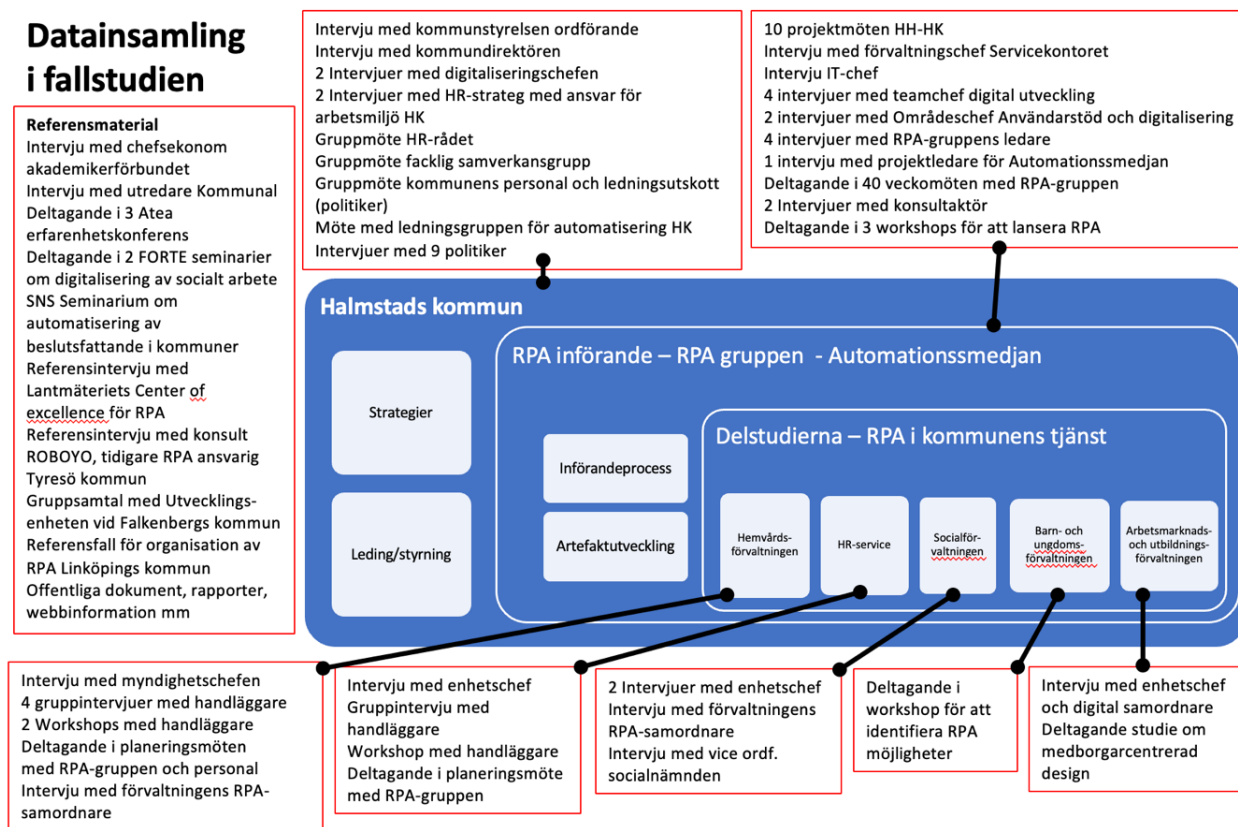 Datainsamling
i fallstudien
Referensmaterial
Intervju med chefsekonom
akademikerförbundet
Intervju med utredare Kommunal
Deltagande i 3 Atea
erfarenhetskonferens
Deltagande i 2 FORTE seminarier
om digitalisering av socialt arbete
SNS Seminarium om
automatisering av
beslutsfattande i kommuner
Referensintervju med
Lantmäteriets Center of
excellence för RPA
Referensintervju med konsult
ROBOYO, tidigare RPA ansvarig
Tyresö kommun
Gruppsamtal med Utvecklings-
enheten vid Falkenbergs kommun
Referensfall för organisation av
RPA Linköpings kommun
Offentliga dokument, rapporter,
webbinformation mm
Intervju med kommunstyrelsen ordförande
Intervju med kommundirektören
2 Intervjuer med digitaliseringschefen
2 Intervjuer med HR-strateg med ansvar för
arbetsmiljö HK
Gruppmöte HR-rådet
Gruppmöte facklig samverkansgrupp
Gruppmöte kommunens personal och ledningsutskott
(politiker)
Möte med ledningsgruppen för automatisering HK
Intervjuer med 9 politiker
10 projektmöten HH-HK
Intervju med förvaltningschef Servicekontoret
Intervju IT-chef
4 intervjuer med teamchef digital utveckling
2 intervjuer med Områdeschef Användarstöd och digitalisering
4 intervjuer med RPA-gruppens ledare
1 intervju med projektledare för Automationssmedjan
Deltagande i 40 veckomöten med RPA-gruppen
2 Intervjuer med konsultaktör
Deltagande i 3 workshops för att lansera RPA
Halmstads kommun
Strategier
Leding/styrning
RPA införande – RPA gruppen - Automationssmedjan
Införandeprocess
Artefaktutveckling
Delstudierna – RPA i kommunens tjänst
Hemvårds-
förvaltningen
HR-service
Socialför-
valtningen
Barn- och
ungdoms-
förvaltningen
Arbetsmarknads-
och utbildnings-
förvaltningen
Intervju med myndighetschefen
4 gruppintervjuer med handläggare
2 Workshops med handläggare
Deltagande i planeringsmöten
med RPA-gruppen och personal
Intervju med förvaltningens RPA-
samordnare
Intervju med enhetschef
Gruppintervju med
handläggare
Workshop med handläggare
Deltagande i planeringsmöte
med RPA-gruppen
2 Intervjuer med enhetschef
Intervju med förvaltningens
RPA-samordnare
Intervju med vice ordf.
socialnämnden
Deltagande i
workshop för att
identifiera RPA
möjligheter
Intervju med enhetschef
och digital samordnare
Deltagande studie om
medborgarcentrerad
design